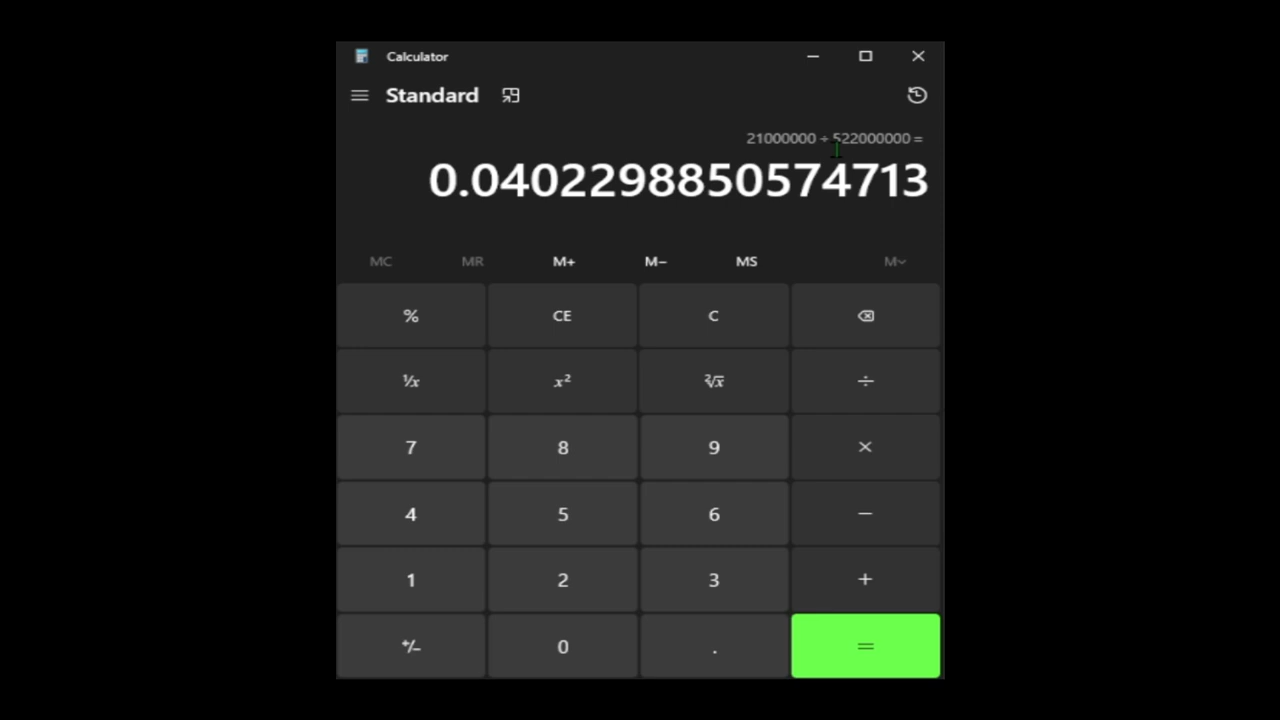 Calculator
Standard
21000000 ÷ 522000000 =
0.0402298850574713
MC MR M+ M− MS M
% CE C
⅟x x² ²√x ÷
7 8 9 ×
4 5 6 −
1 2 3 +
+/− 0 . =